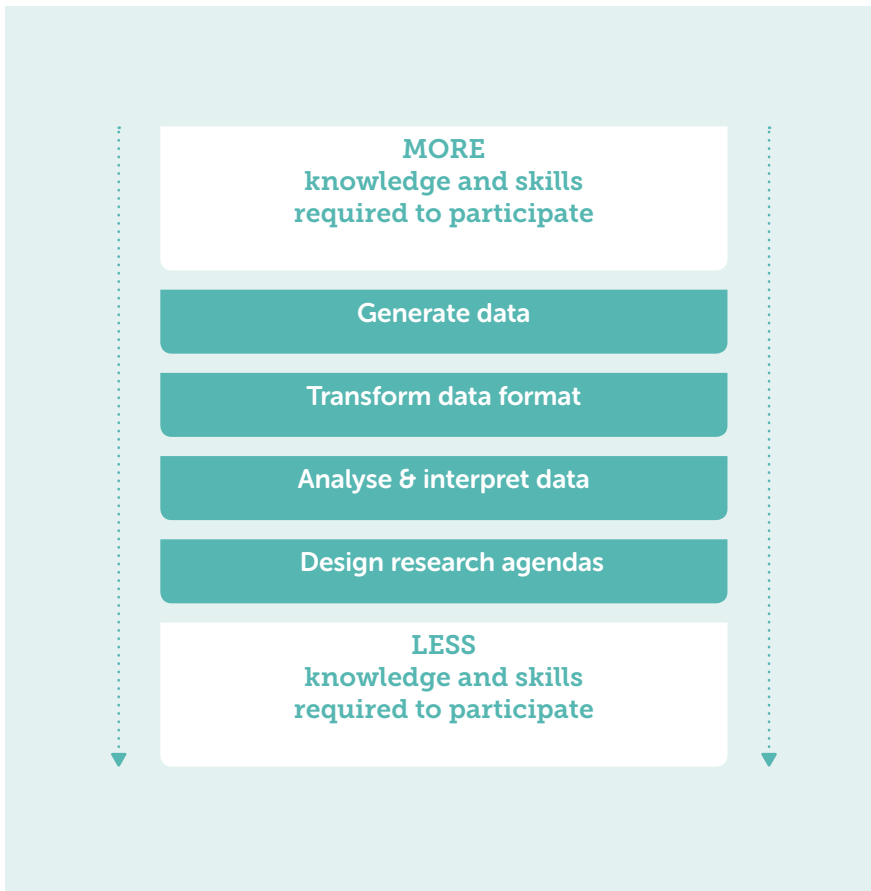 MORE
knowledge and skills
required to participate
Generate data
Transform data format
Analyse & interpret data
Design research agendas
LESS
knowledge and skills
required to participate